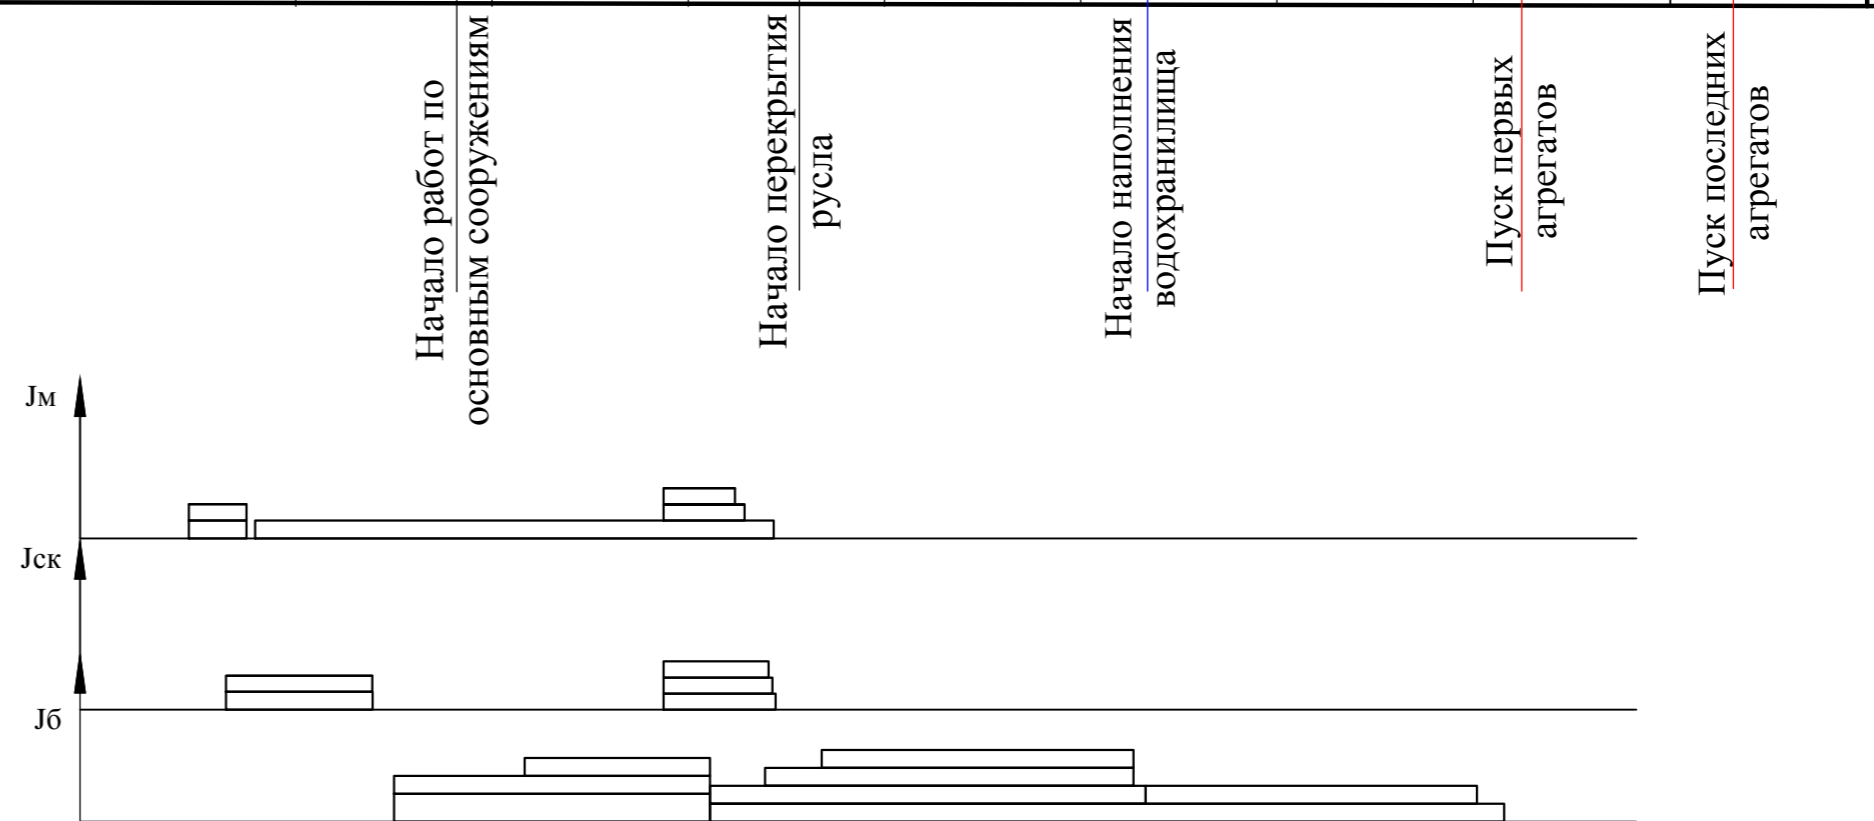 Начало работ по
основным сооружениям
Начало перекрытия
русла
Начало наполнения
водохранилища
Пуск первых
агрегатов
Пуск последних
агрегатов
Jм
Jск
Jб